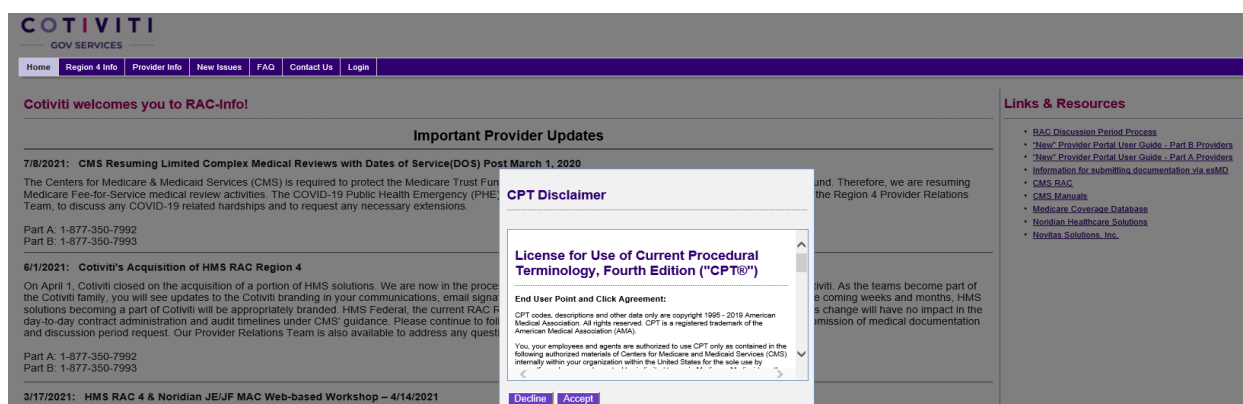 COTIVITI
GOV SERVICES
Home Region 4 Info Provider Info New Issues FAQ Contact Us Login
Cotiviti welcomes you to RAC-Info!
Important Provider Updates
7/8/2021: CMS Resuming Limited Complex Medical Reviews with Dates of Service(DOS) Post March 1, 2020
The Centers for Medicare & Medicaid Services (CMS) is required to protect the Medicare Trust Fun und. Therefore, we are resuming
Medicare Fee-for-Service medical review activities. The COVID-19 Public Health Emergency (PHE) the Region 4 Provider Relations
Team, to discuss any COVID-19 related hardships and to request any necessary extensions.
Part A: 1-877-350-7992
Part B: 1-877-350-7993
6/1/2021: Cotiviti's Acquisition of HMS RAC Region 4
On April 1, Cotiviti closed on the acquisition of a portion of HMS solutions. We are now in the proce tiviti. As the teams become part of
the Cotiviti family, you will see updates to the Cotiviti branding in your communications, email signa e coming weeks and months, HMS
solutions becoming a part of Cotiviti will be appropriately branded. HMS Federal, the current RAC R s change will have no impact in the
day-to-day contract administration and audit timelines under CMS' guidance. Please continue to foll omission of medical documentation
and discussion period request. Our Provider Relations Team is also available to address any questi
Part A: 1-877-350-7992
Part B: 1-877-350-7993
3/17/2021: HMS RAC 4 & Noridian JE/JF MAC Web-based Workshop – 4/14/2021
CPT Disclaimer
License for Use of Current Procedural
Terminology, Fourth Edition ("CPT®")
End User Point and Click Agreement:
CPT codes, descriptions and other data only are copyright 1995 - 2019 American
Medical Association. All rights reserved. CPT is a registered trademark of the
American Medical Association (AMA).
You, your employees and agents are authorized to use CPT only as contained in the
following authorized materials of Centers for Medicare and Medicaid Services (CMS)
internally within your organization within the United States for the sole use by
Decline Accept
Links & Resources
• RAC Discussion Period Process
• "New" Provider Portal User Guide - Part B Providers
• "New" Provider Portal User Guide - Part A Providers
• Information for submitting documentation via esMD
• CMS RAC
• CMS Manuals
• Medicare Coverage Database
• Noridian Healthcare Solutions
• Novitas Solutions, Inc.